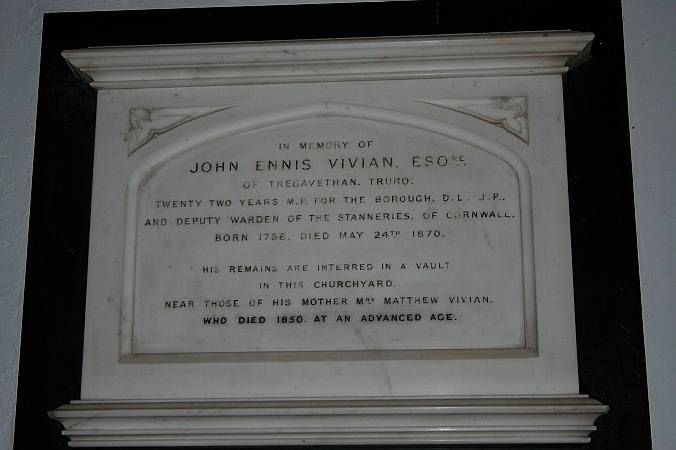 IN MEMORY OF
JOHN ENNIS VIVIAN, ESQRE,
OF TREGAVETHAN, TRURO:
TWENTY TWO YEARS M.P. FOR THE BOROUGH, D.L. J.P.,
AND DEPUTY WARDEN OF THE STANNERIES, OF CORNWALL.
BORN 1786, DIED MAY 24TH 1870.
HIS REMAINS ARE INTERRED IN A VAULT
IN THIS CHURCHYARD,
NEAR THOSE OF HIS MOTHER MRS MATTHEW VIVIAN,
WHO DIED 1850, AT AN ADVANCED AGE.